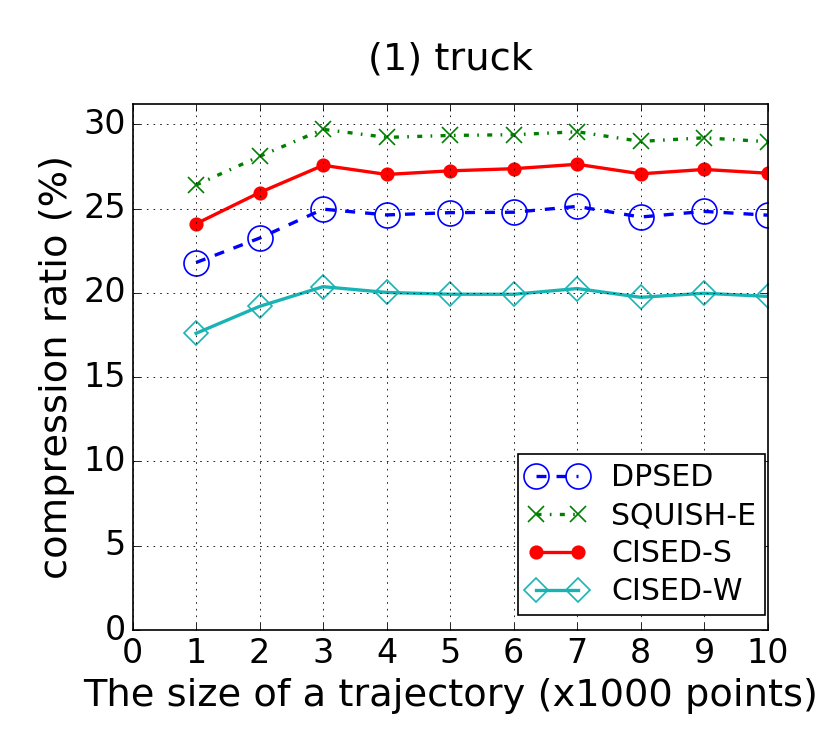 (1) truck
compression ratio (%)
30
25
20
15
10
5
0
0 1 2 3 4 5 6 7 8 9 10
The size of a trajectory (x1000 points)
DPSED
SQUISH-E
CISED-S
CISED-W